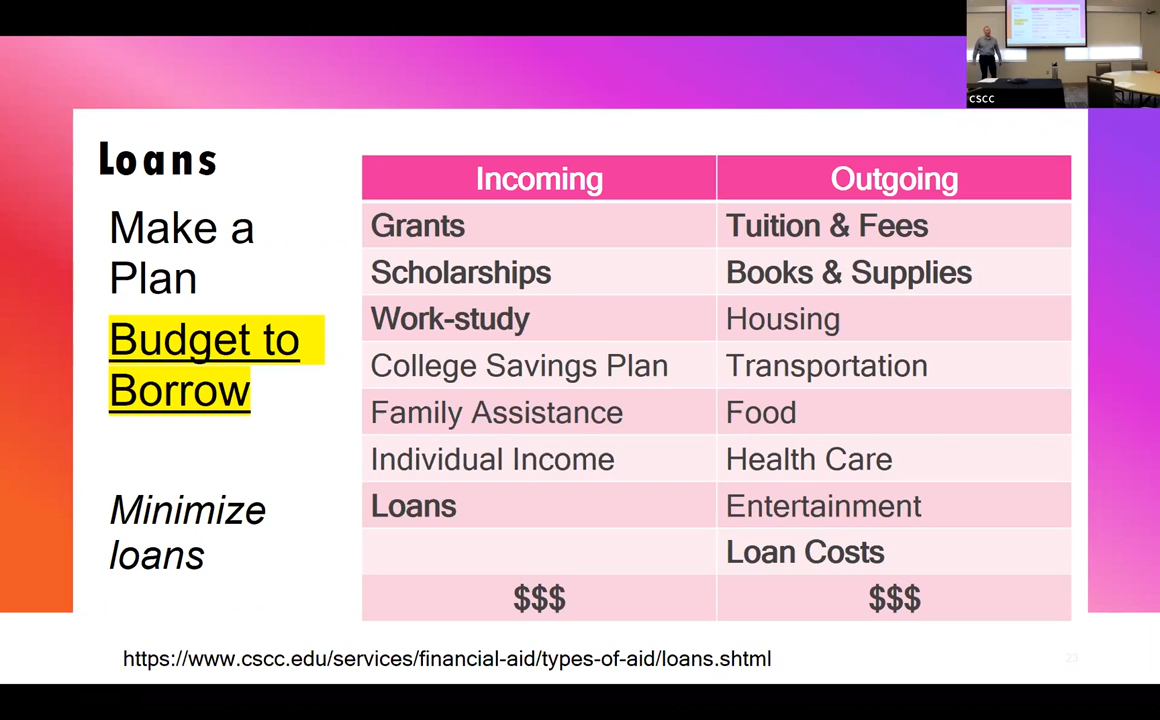 cscc
Loans
Make a
Plan
Budget to
Borrow
Minimize
loans
Incoming Outgoing
Grants Tuition & Fees
Scholarships Books & Supplies
Work-study Housing
College Savings Plan Transportation
Family Assistance Food
Individual Income Health Care
Loans Entertainment
Loan Costs
$$$ $$$
https://www.cscc.edu/services/financial-aid/types-of-aid/loans.shtml
23